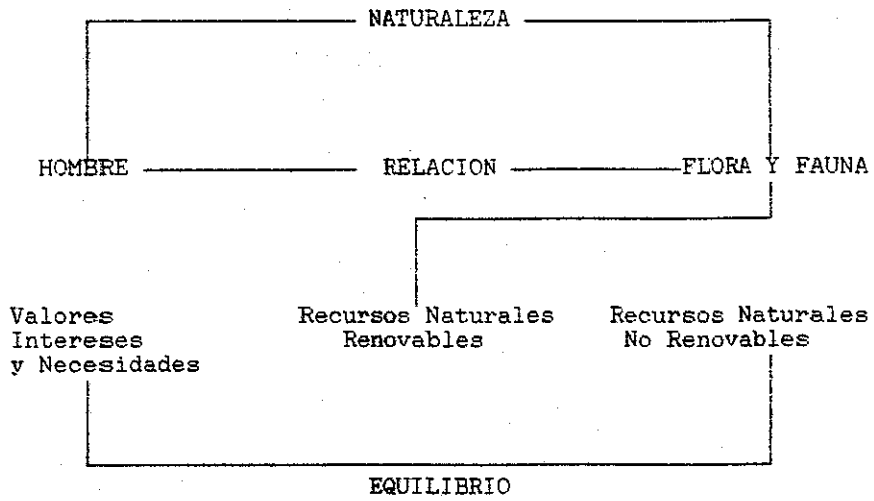 NATURALEZA
HOMBRE RELACION FLORA Y FAUNA
Valores Recursos Naturales Recursos Naturales
Intereses Renovables No Renovables
y Necesidades
EQUILIBRIO